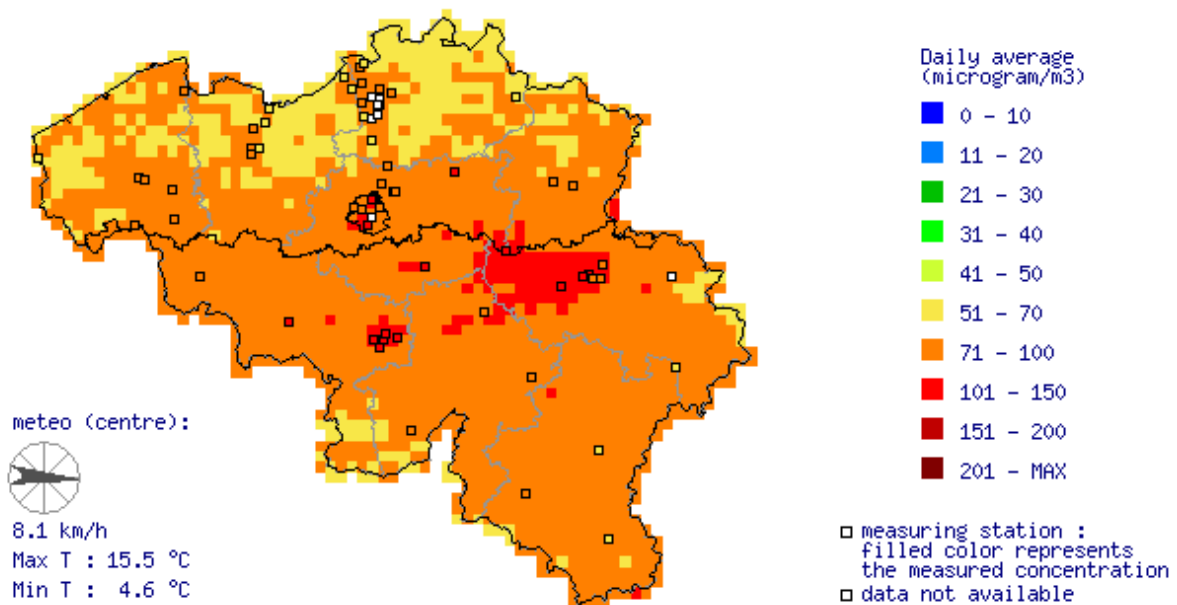 Daily average
(microgram/m3)
0 - 10
11 - 20
21 - 30
31 - 40
41 - 50
51 - 70
71 - 100
101 - 150
151 - 200
201 - MAX
meteo (centre):
8.1 km/h
Max T : 15.5 °C
Min T : 4.6 °C
measuring station :
filled color represents
the measured concentration
data not available